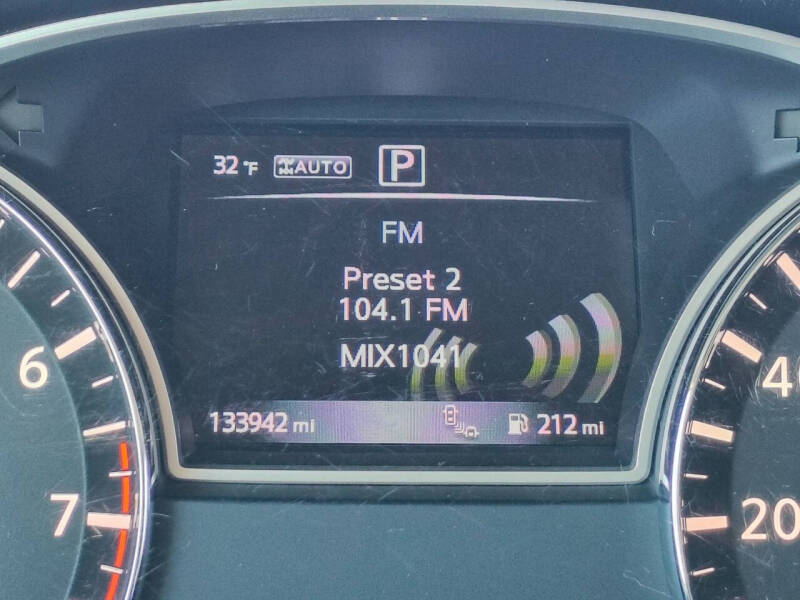 32 °F AUTO P
FM
Preset 2
104.1 FM
MIX1041
133942 mi 212 mi
6
7
40
20